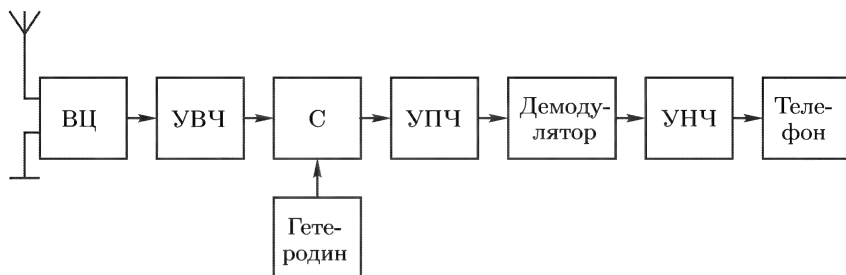 ВЦ
УВЧ
С
УПЧ
Демоду-
лятор
УНЧ
Теле-
фон
Гете-
родин